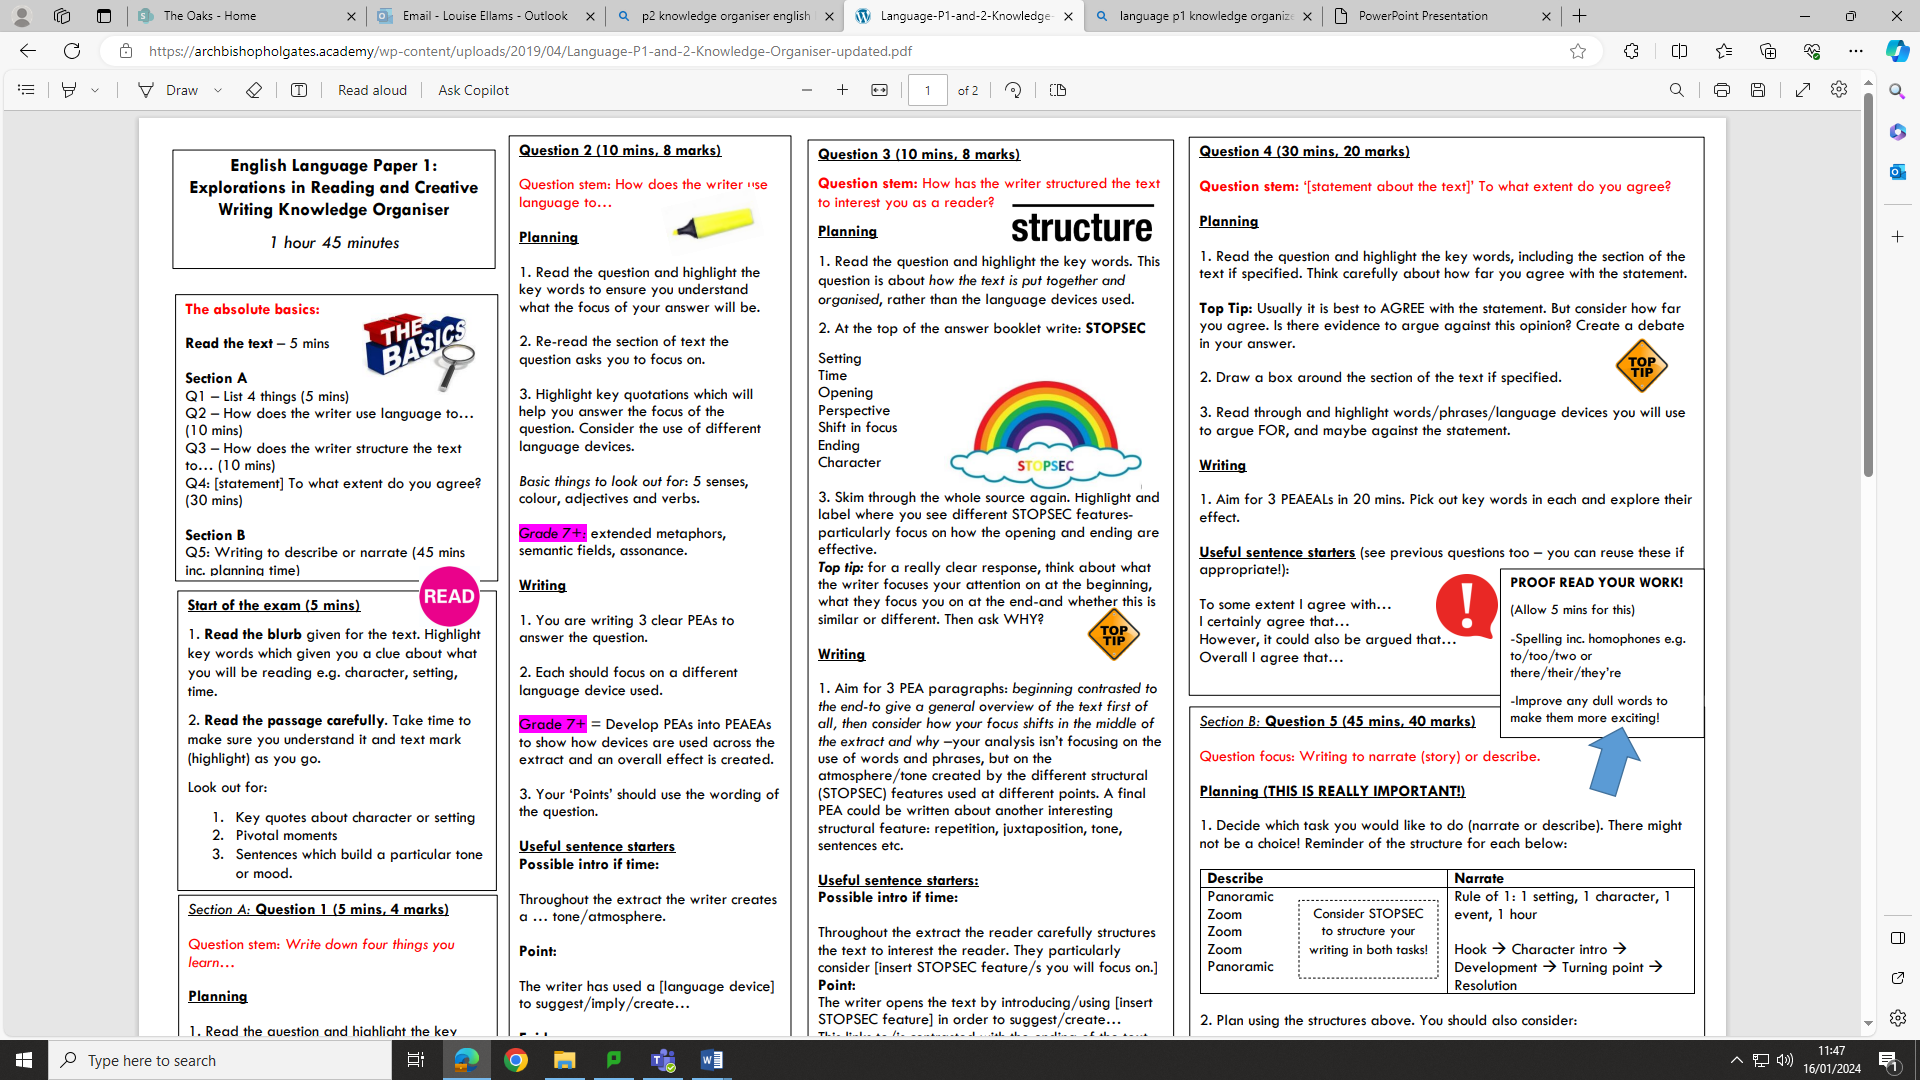 The Oaks - Home
Email - Louise Ellams - Outlook
p2 knowledge organiser english
Language-P1-and-2-Knowledge-
language p1 knowledge organize
PowerPoint Presentation
https://archbishopholgates.academy/wp-content/uploads/2019/04/Language-P1-and-2-Knowledge-Organiser-updated.pdf
Draw
Read aloud
Ask Copilot
1
of 2
English Language Paper 1:
Explorations in Reading and Creative
Writing Knowledge Organiser
1 hour 45 minutes
The absolute basics:
THE BASICS
Read the text – 5 mins
Section A
Q1 – List 4 things (5 mins)
Q2 – How does the writer use language to…
(10 mins)
Q3 – How does the writer structure the text
to… (10 mins)
Q4: [statement] To what extent do you agree?
(30 mins)
Section B
Q5: Writing to describe or narrate (45 mins
inc. planning time)
READ
Start of the exam (5 mins)
1. Read the blurb given for the text. Highlight
key words which given you a clue about what
you will be reading e.g. character, setting,
time.
2. Read the passage carefully. Take time to
make sure you understand it and text mark
(highlight) as you go.
Look out for:
1. Key quotes about character or setting
2. Pivotal moments
3. Sentences which build a particular tone
or mood.
Section A: Question 1 (5 mins, 4 marks)
Question stem: Write down four things you
learn…
Planning
1. Read the question and highlight the key
Question 2 (10 mins, 8 marks)
Question stem: How does the writer use
language to…
Planning
1. Read the question and highlight the
key words to ensure you understand
what the focus of your answer will be.
2. Re-read the section of text the
question asks you to focus on.
3. Highlight key quotations which will
help you answer the focus of the
question. Consider the use of different
language devices.
Basic things to look out for: 5 senses,
colour, adjectives and verbs.
Grade 7+: extended metaphors,
semantic fields, assonance.
Writing
1. You are writing 3 clear PEAs to
answer the question.
2. Each should focus on a different
language device used.
Grade 7+ = Develop PEAs into PEAEAs
to show how devices are used across the
extract and an overall effect is created.
3. Your ‘Points’ should use the wording of
the question.
Useful sentence starters
Possible intro if time:
Throughout the extract the writer creates
a … tone/atmosphere.
Point:
The writer has used a [language device]
to suggest/imply/create…
Question 3 (10 mins, 8 marks)
Question stem: How has the writer structured the text
to interest you as a reader?
structure
Planning
1. Read the question and highlight the key words. This
question is about how the text is put together and
organised, rather than the language devices used.
2. At the top of the answer booklet write: STOPSEC
Setting
Time
Opening
Perspective
Shift in focus
Ending
Character
STOPSEC
3. Skim through the whole source again. Highlight and
label where you see different STOPSEC features-
particularly focus on how the opening and ending are
effective.
Top tip: for a really clear response, think about what
the writer focuses your attention on at the beginning,
what they focus you on at the end-and whether this is
similar or different. Then ask WHY?
TOP TIP
Writing
1. Aim for 3 PEA paragraphs: beginning contrasted to
the end-to give a general overview of the text first of
all, then consider how your focus shifts in the middle of
the extract and why –your analysis isn’t focusing on the
use of words and phrases, but on the
atmosphere/tone created by the different structural
(STOPSEC) features used at different points. A final
PEA could be written about another interesting
structural feature: repetition, juxtaposition, tone,
sentences etc.
Useful sentence starters:
Possible intro if time:
Throughout the extract the reader carefully structures
the text to interest the reader. They particularly
consider [insert STOPSEC feature/s you will focus on.]
Point:
The writer opens the text by introducing/using [insert
STOPSEC feature] in order to suggest/create…
Question 4 (30 mins, 20 marks)
Question stem: ‘[statement about the text]’ To what extent do you agree?
Planning
1. Read the question and highlight the key words, including the section of the
text if specified. Think carefully about how far you agree with the statement.
Top Tip: Usually it is best to AGREE with the statement. But consider how far
you agree. Is there evidence to argue against this opinion? Create a debate
in your answer.
TOP TIP
2. Draw a box around the section of the text if specified.
3. Read through and highlight words/phrases/language devices you will use
to argue FOR, and maybe against the statement.
Writing
1. Aim for 3 PEAEALs in 20 mins. Pick out key words in each and explore their
effect.
Useful sentence starters (see previous questions too – you can reuse these if
appropriate!):
To some extent I agree with…
I certainly agree that…
However, it could also be argued that…
Overall I agree that…
PROOF READ YOUR WORK!
(Allow 5 mins for this)
-Spelling inc. homophones e.g.
to/too/two or
there/their/they’re
-Improve any dull words to
make them more exciting!
Section B: Question 5 (45 mins, 40 marks)
Question focus: Writing to narrate (story) or describe.
Planning (THIS IS REALLY IMPORTANT!)
1. Decide which task you would like to do (narrate or describe). There might
not be a choice! Reminder of the structure for each below:
Describe
Panoramic
Zoom
Zoom
Zoom
Panoramic
Consider STOPSEC
to structure your
writing in both tasks!
Narrate
Rule of 1: 1 setting, 1 character, 1
event, 1 hour
Hook → Character intro →
Development → Turning point →
Resolution
2. Plan using the structures above. You should also consider:
Type here to search
11:47
16/01/2024
1